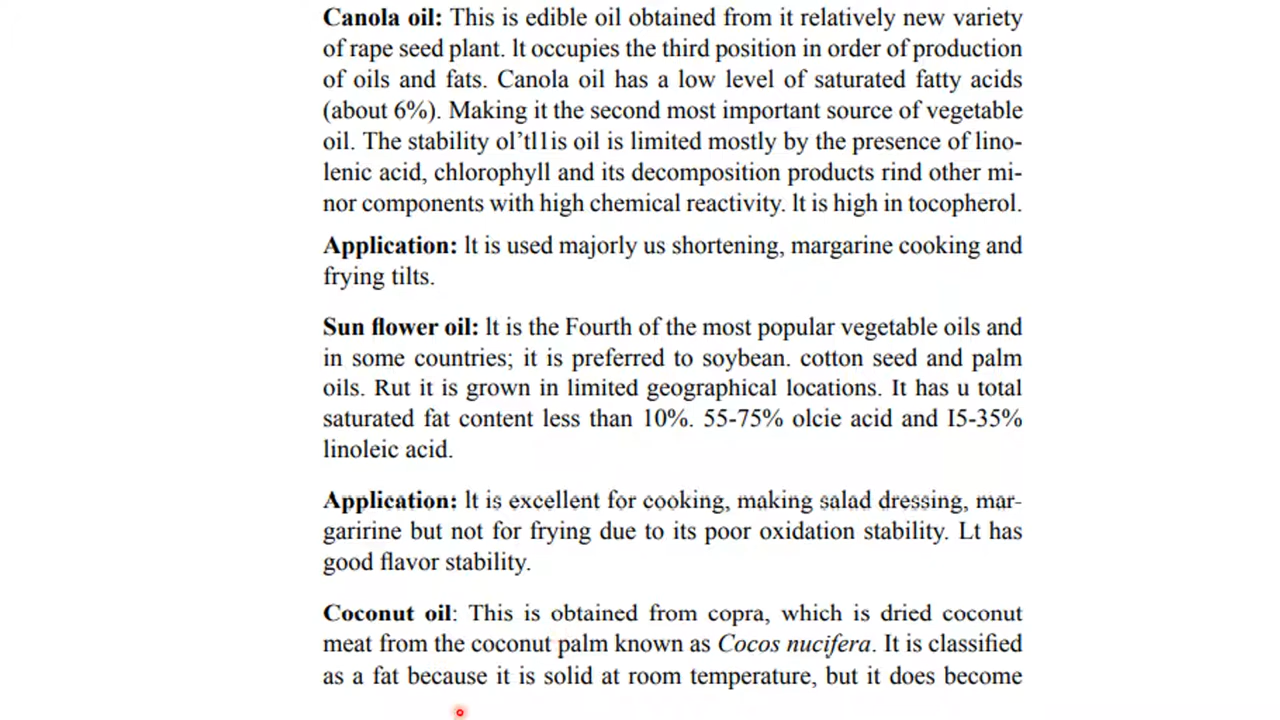 Canola oil: This is edible oil obtained from it relatively new variety
of rape seed plant. lt occupies the third position in order of production
of oils and fats. Canola oil has a low level of saturated fatty acids
(about 6%). Making it the second most important source of vegetable
oil. The stability ol’tl1is oil is limited mostly by the presence of lino-
lenic acid, chlorophyll and its decomposition products rind other mi-
nor components with high chemical reactivity. lt is high in tocopherol.
Application: lt is used majorly us shortening, margarine cooking and
frying tilts.
Sun flower oil: lt is the Fourth of the most popular vegetable oils and
in some countries; it is preferred to soybean. cotton seed and palm
oils. Rut it is grown in limited geographical locations. It has u total
saturated fat content less than 10%. 55-75% olcie acid and I5-35%
linoleic acid.
Application: lt is excellent for cooking, making salad dressing, mar-
garirine but not for frying due to its poor oxidation stability. Lt has
good flavor stability.
Coconut oil: This is obtained from copra, which is dried coconut
meat from the coconut palm known as Cocos nucifera. It is classified
as a fat because it is solid at room temperature, but it does become